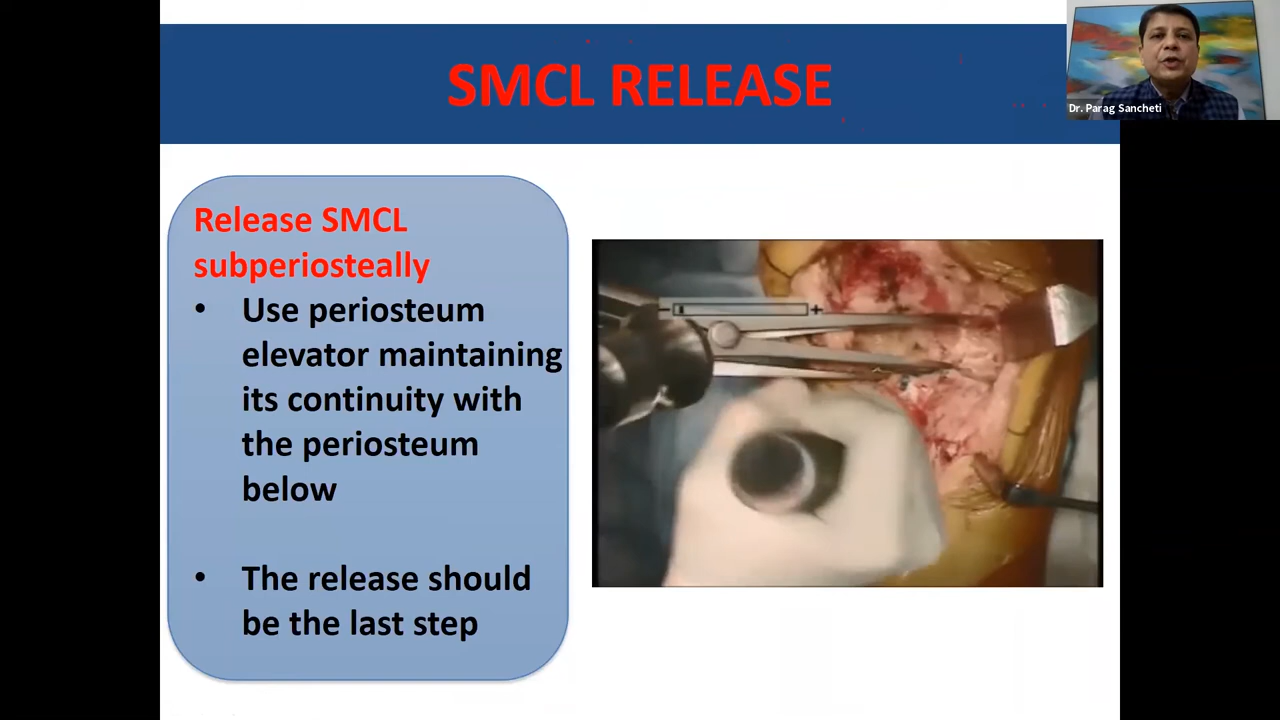 SMCL RELEASE
Dr. Parag Sancheti
Release SMCL
subperiosteally
• Use periosteum
elevator maintaining
its continuity with
the periosteum
below
• The release should
be the last step
− +